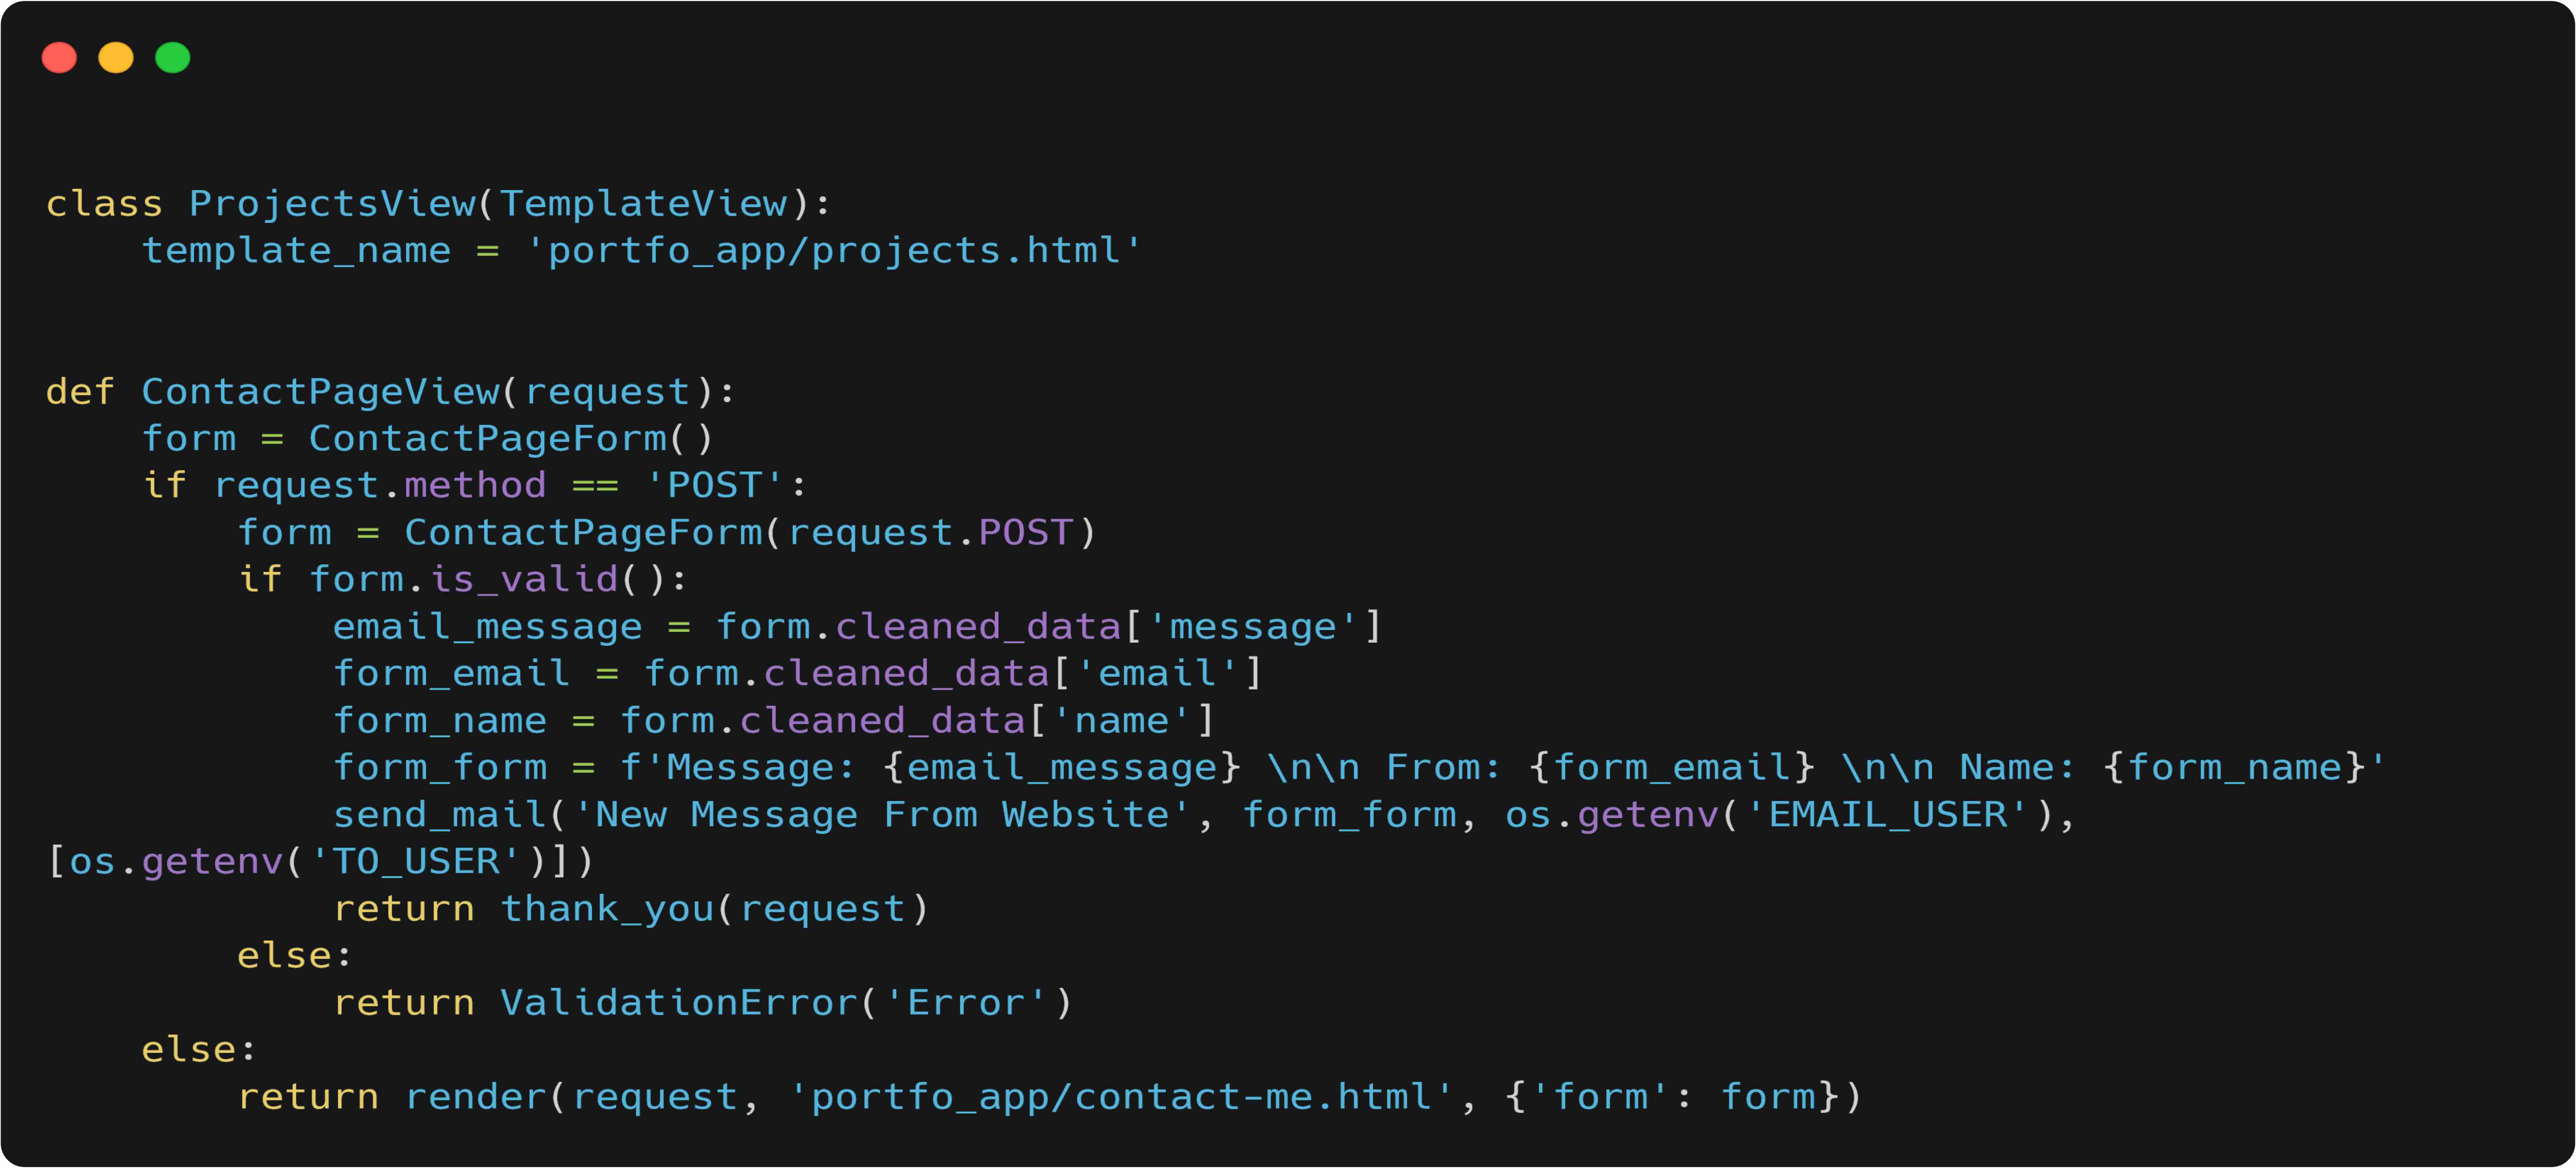 class ProjectsView(TemplateView):
    template_name = 'portfo_app/projects.html'
def ContactPageView(request):
    form = ContactPageForm()
    if request.method == 'POST':
        form = ContactPageForm(request.POST)
        if form.is_valid():
            email_message = form.cleaned_data['message']
            form_email = form.cleaned_data['email']
            form_name = form.cleaned_data['name']
            form_form = f'Message: {email_message} \n\n From: {form_email} \n\n Name: {form_name}'
            send_mail('New Message From Website', form_form, os.getenv('EMAIL_USER'),
[os.getenv('TO_USER')])
            return thank_you(request)
        else:
            return ValidationError('Error')
    else:
        return render(request, 'portfo_app/contact-me.html', {'form': form})